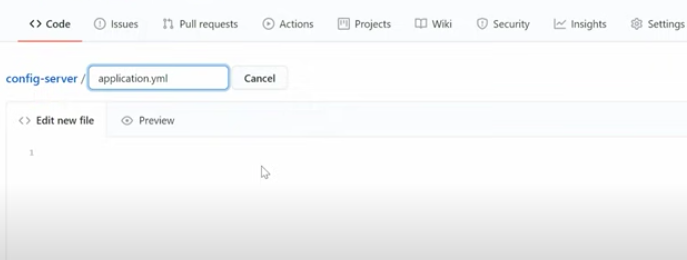 Code Issues Pull requests Actions Projects Wiki Security Insights Settings
config-server / application.yml Cancel
<> Edit new file Preview
1